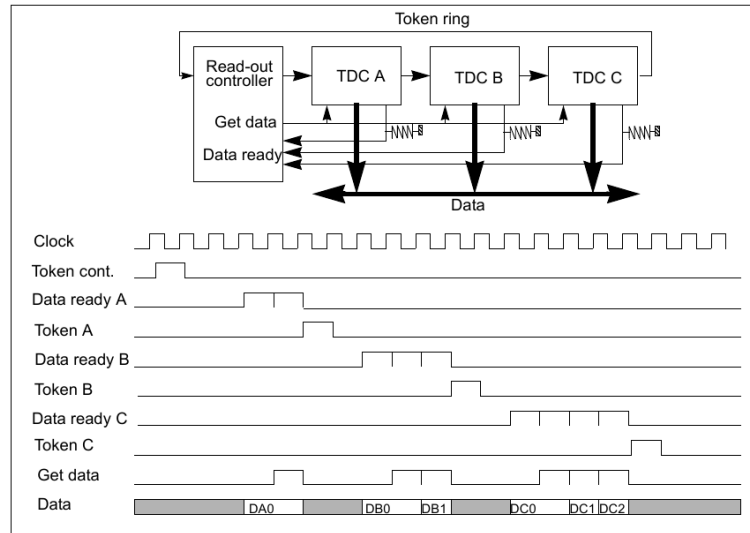 Token ring
Read-out
controller
TDC A
TDC B
TDC C
Get data
Data ready
Data
Clock
Token cont.
Data ready A
Token A
Data ready B
Token B
Data ready C
Token C
Get data
Data
DA0
DB0
DB1
DC0
DC1
DC2